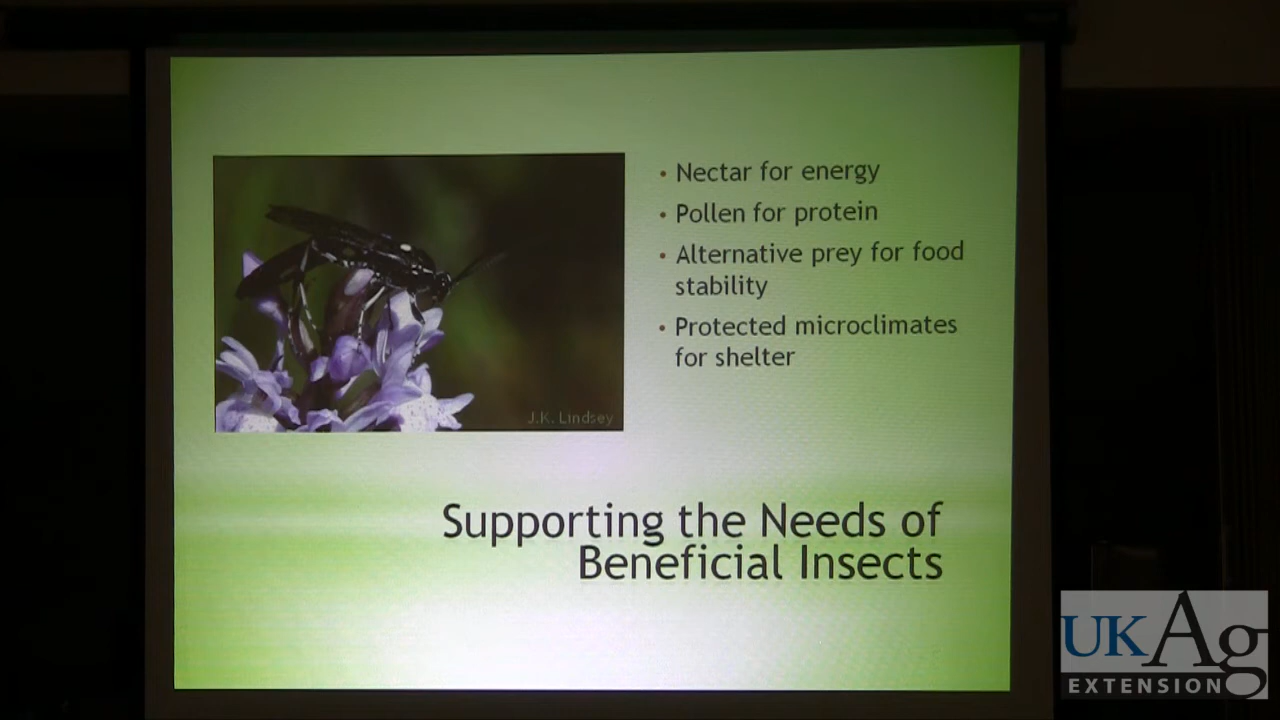 • Nectar for energy
• Pollen for protein
• Alternative prey for food
stability
• Protected microclimates
for shelter
J.K. Lindsey
Supporting the Needs of
Beneficial Insects
UKAg
EXTENSION